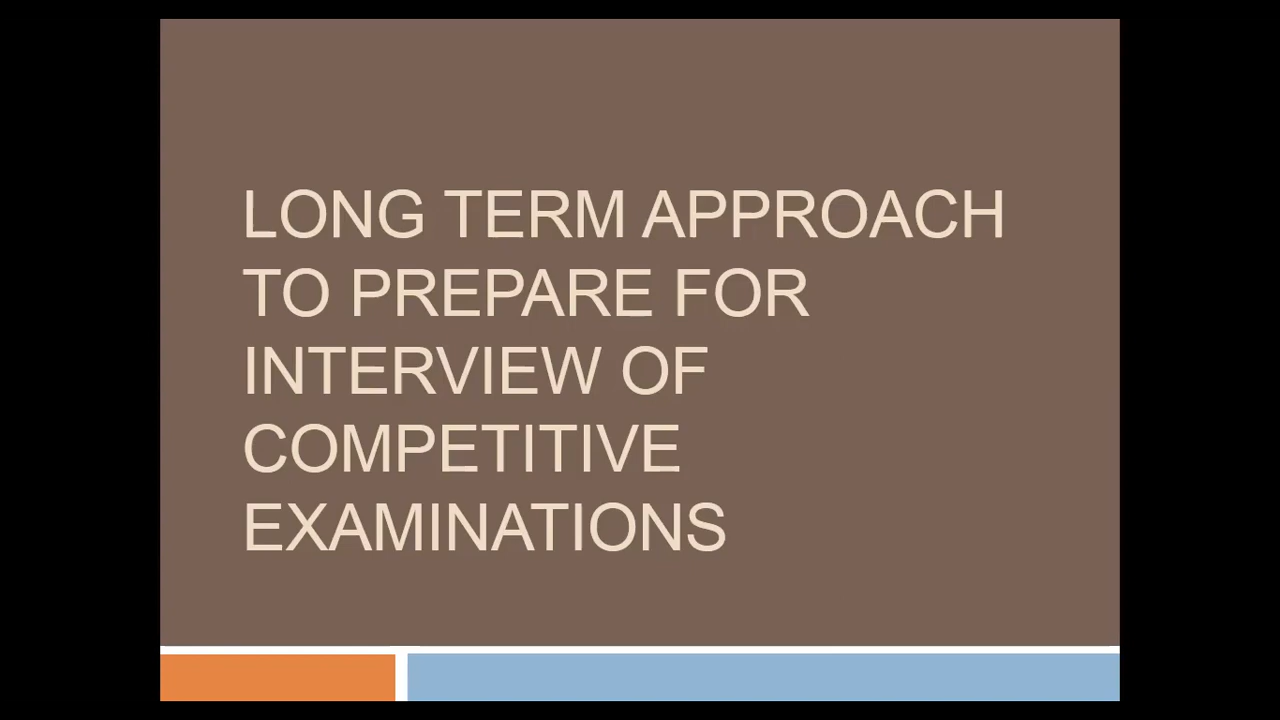 LONG TERM APPROACH
TO PREPARE FOR
INTERVIEW OF
COMPETITIVE
EXAMINATIONS